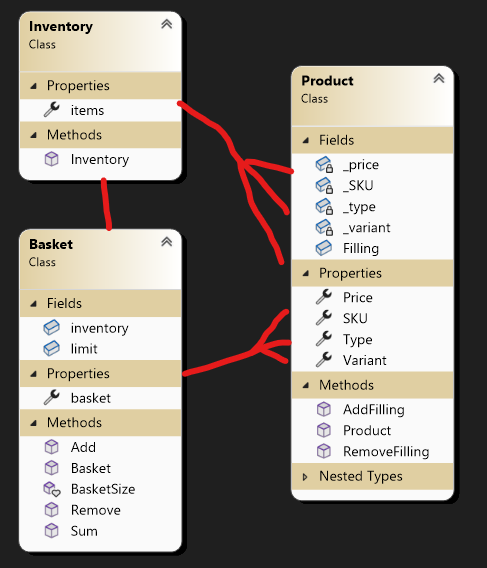 Inventory
Class
Properties
items
Methods
Inventory
Basket
Class
Fields
inventory
limit
Properties
basket
Methods
Add
Basket
BasketSize
Remove
Sum
Product
Class
Fields
_price
_SKU
_type
_variant
Filling
Properties
Price
SKU
Type
Variant
Methods
AddFilling
Product
RemoveFilling
Nested Types